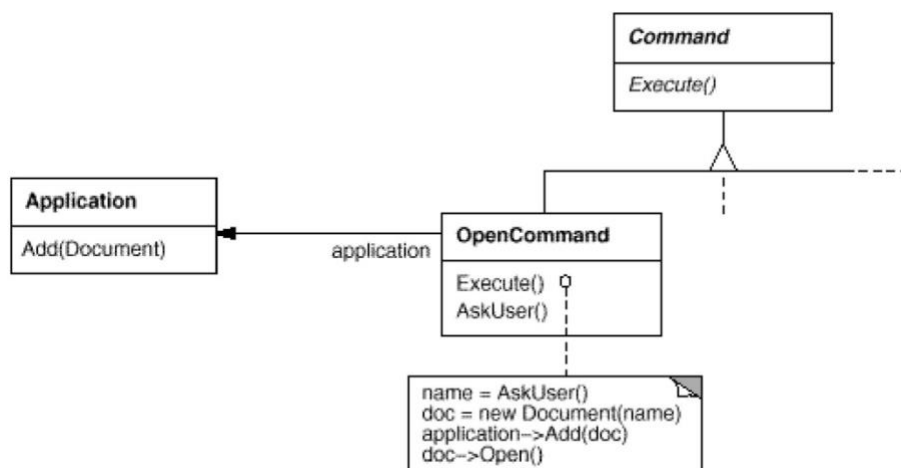 Command
Execute()
Application
Add(Document)
application
OpenCommand
Execute()
AskUser()
name = AskUser()
doc = new Document(name)
application–>Add(doc)
doc–>Open()